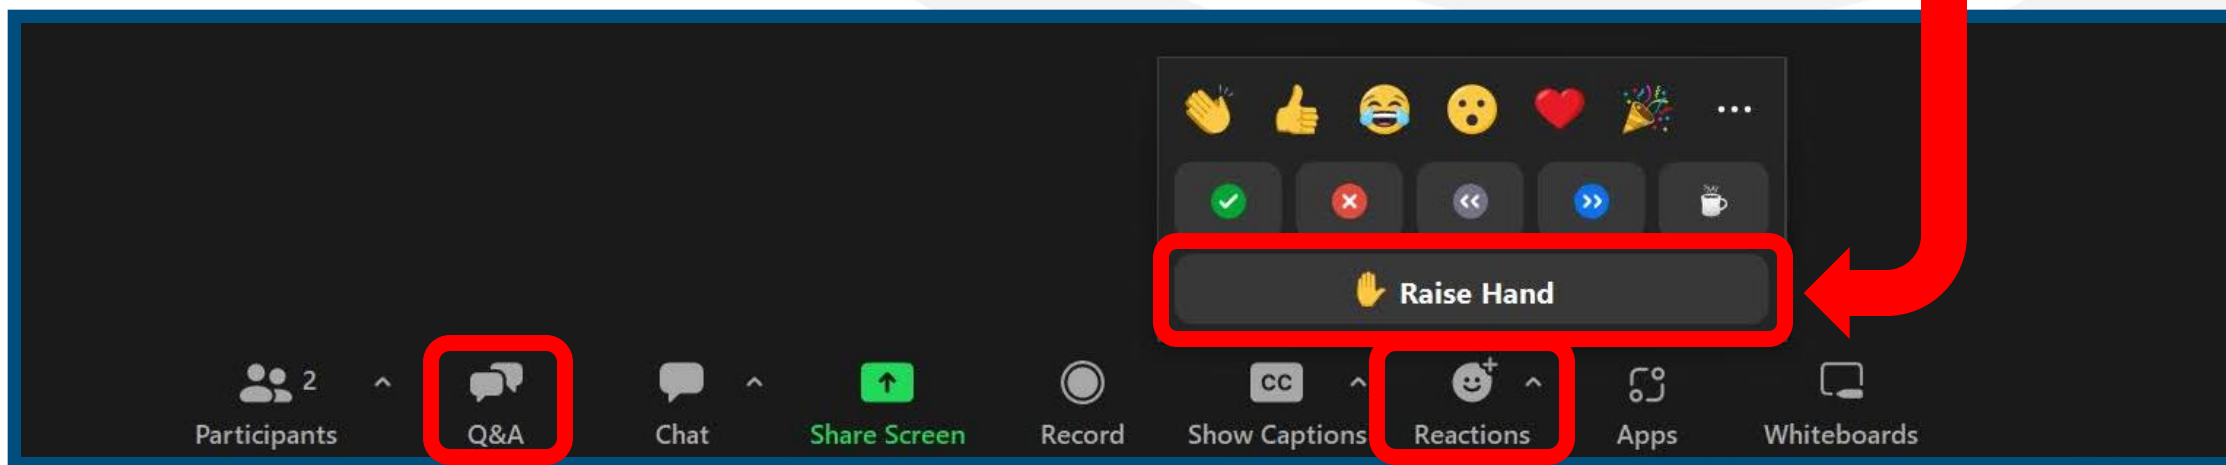 Raise Hand
2
CC
Participants Q&A Chat Share Screen Record Show Captions Reactions Apps Whiteboards